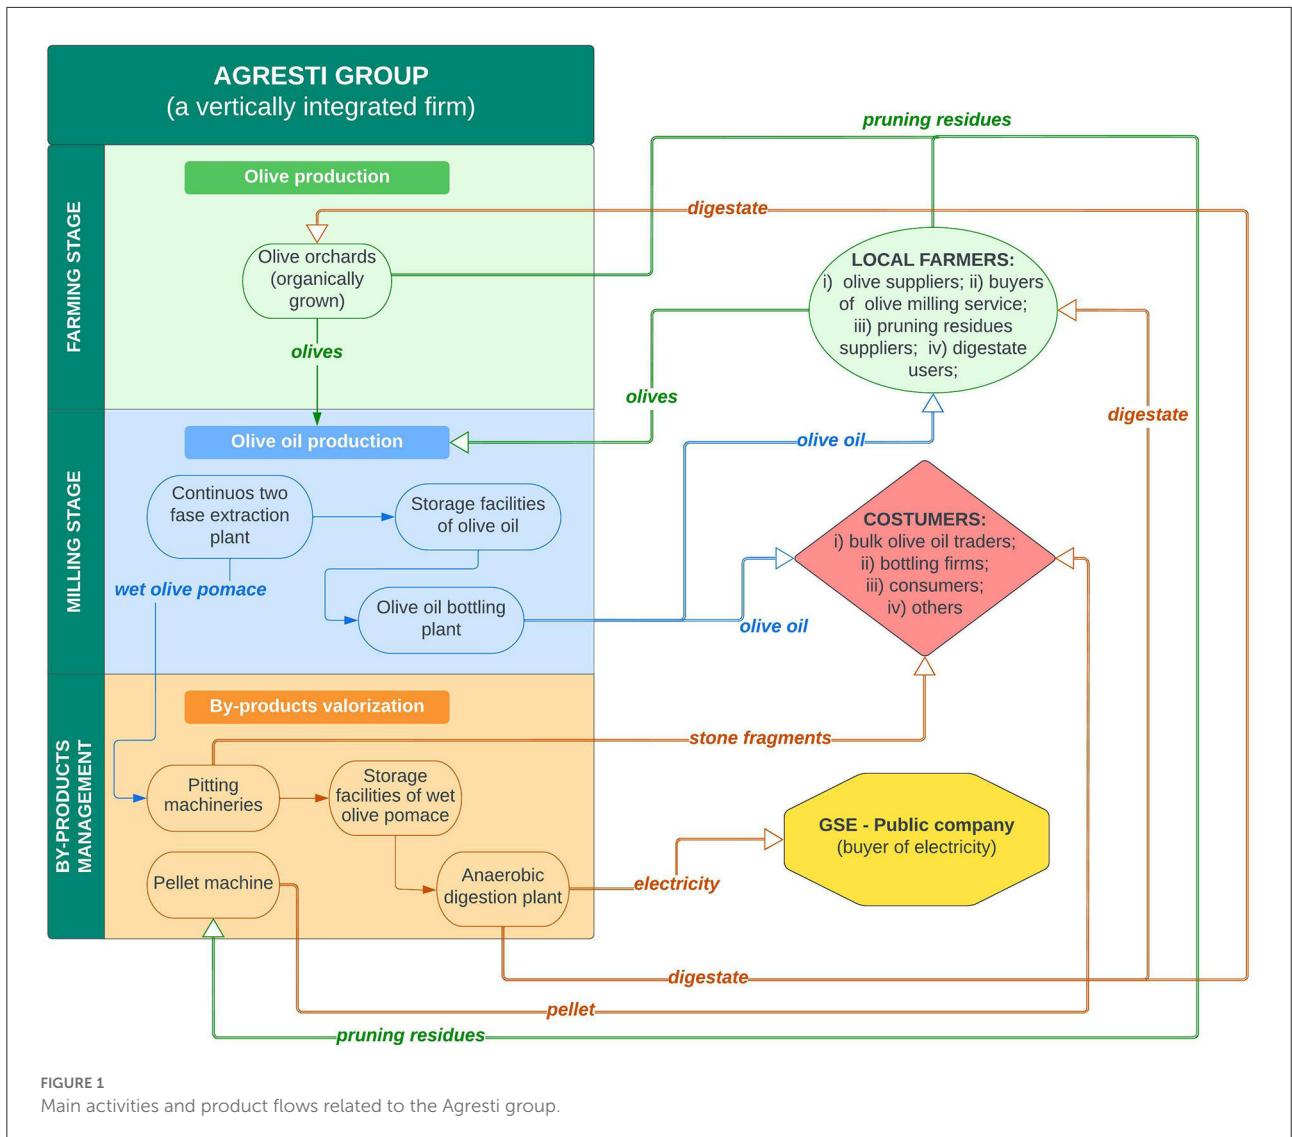 AGRESTI GROUP
(a vertically integrated firm)
pruning residues
FARMING STAGE
Olive production
digestate
Olive orchards
(organically
grown)
LOCAL FARMERS:
i) olive suppliers; ii) buyers
of olive milling service;
iii) pruning residues
suppliers; iv) digestate
users;
olives
olives
digestate
MILLING STAGE
Olive oil production
olive oil
Continuos two
fase extraction
plant
Storage facilities
of olive oil
COSTUMERS:
i) bulk olive oil traders;
ii) bottling firms;
iii) consumers;
iv) others
wet olive pomace
Olive oil bottling
plant
olive oil
BY-PRODUCTS
MANAGEMENT
By-products valorization
stone fragments
Pitting
machineries
Storage
facilities of wet
olive pomace
GSE - Public company
(buyer of electricity)
Pellet machine
Anaerobic
digestion plant
electricity
digestate
pellet
pruning residues
FIGURE 1
Main activities and product flows related to the Agresti group.